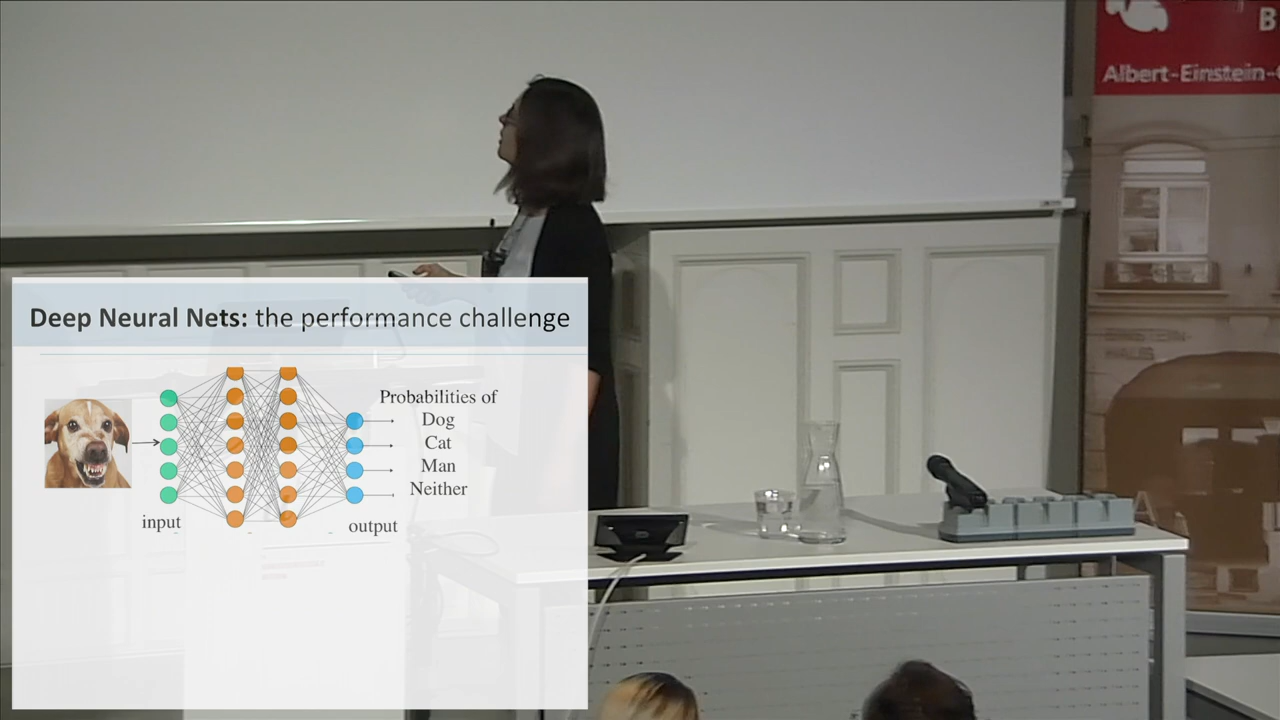 B
Albert-Einstein-
Deep Neural Nets: the performance challenge
Probabilities of
Dog
Cat
Man
Neither
input
output